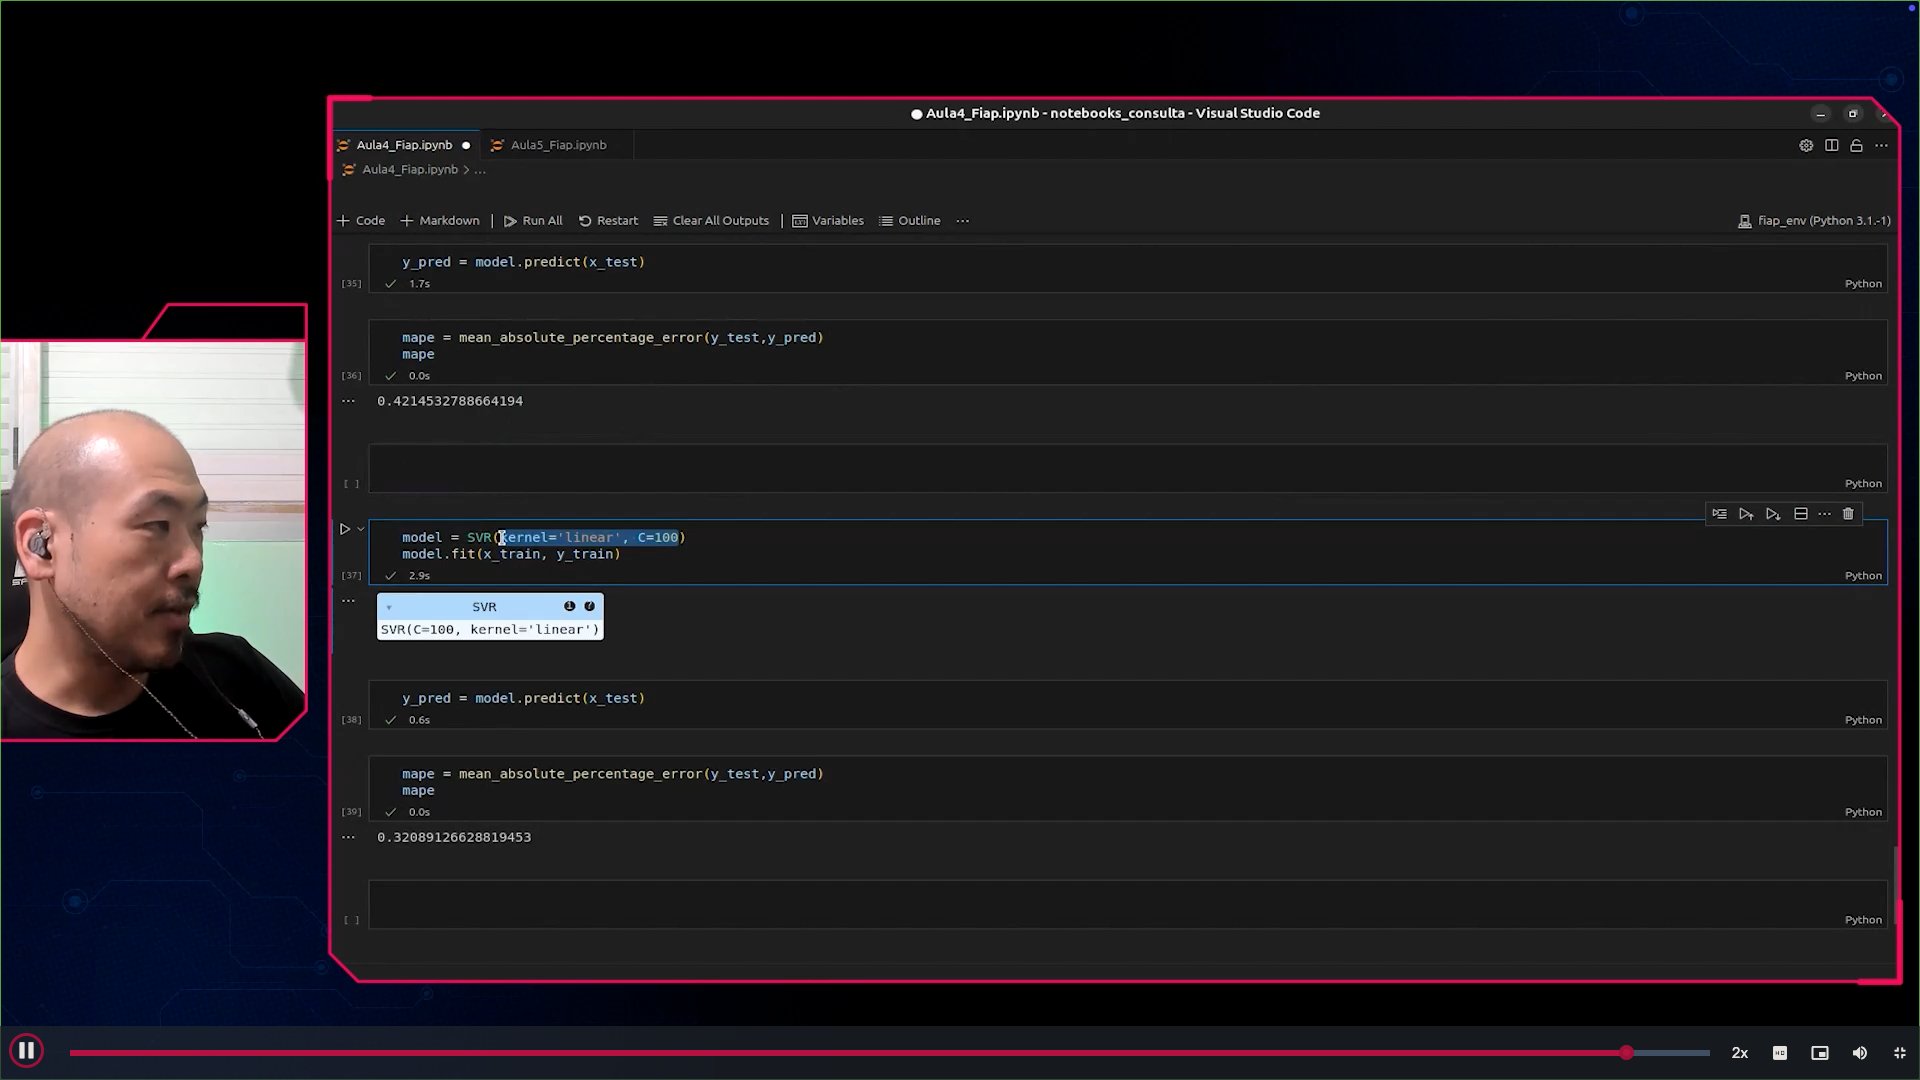 Aula4_Fiap.ipynb - notebooks_consulta - Visual Studio Code
Aula4_Fiap.ipynb
Aula5_Fiap.ipynb
Aula4_Fiap.ipynb > ...
+ Code + Markdown | Run All Restart Clear All Outputs | Variables Outline ...
fiap_env (Python 3.1.-1)
y_pred = model.predict(x_test)
[35] 1.7s Python
mape = mean_absolute_percentage_error(y_test,y_pred)
mape
[36] 0.0s Python
... 0.4214532788664194
[ ] Python
model = SVR(kernel='linear', C=100)
model.fit(x_train, y_train)
[37] 2.9s Python
... SVR i ?
SVR(C=100, kernel='linear')
y_pred = model.predict(x_test)
[38] 0.6s Python
mape = mean_absolute_percentage_error(y_test,y_pred)
mape
[39] 0.0s Python
... 0.32089126628819453
[ ] Python
2x HD